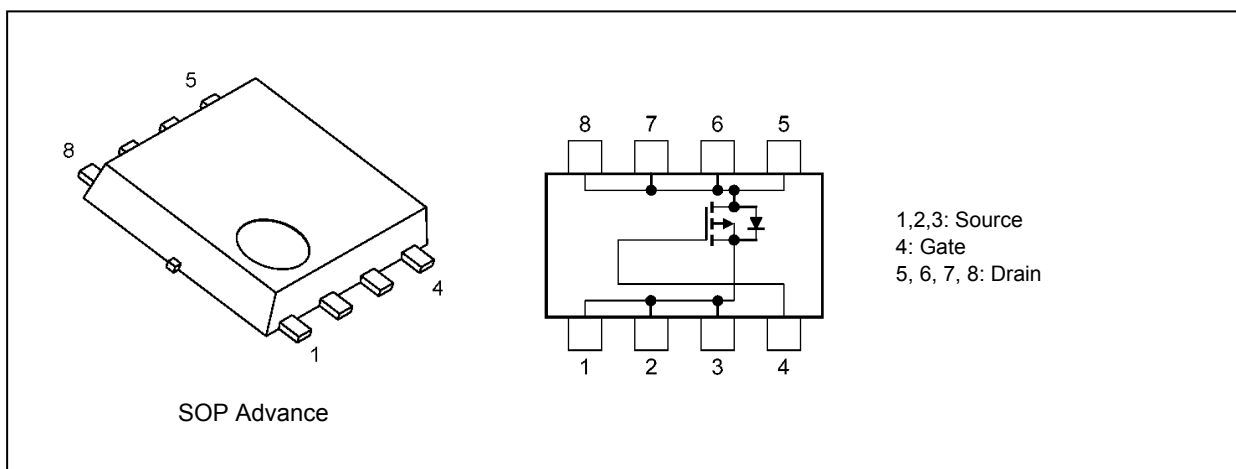 5
8
4
1
SOP Advance
8 7 6 5
1 2 3 4
1,2,3: Source
4: Gate
5, 6, 7, 8: Drain